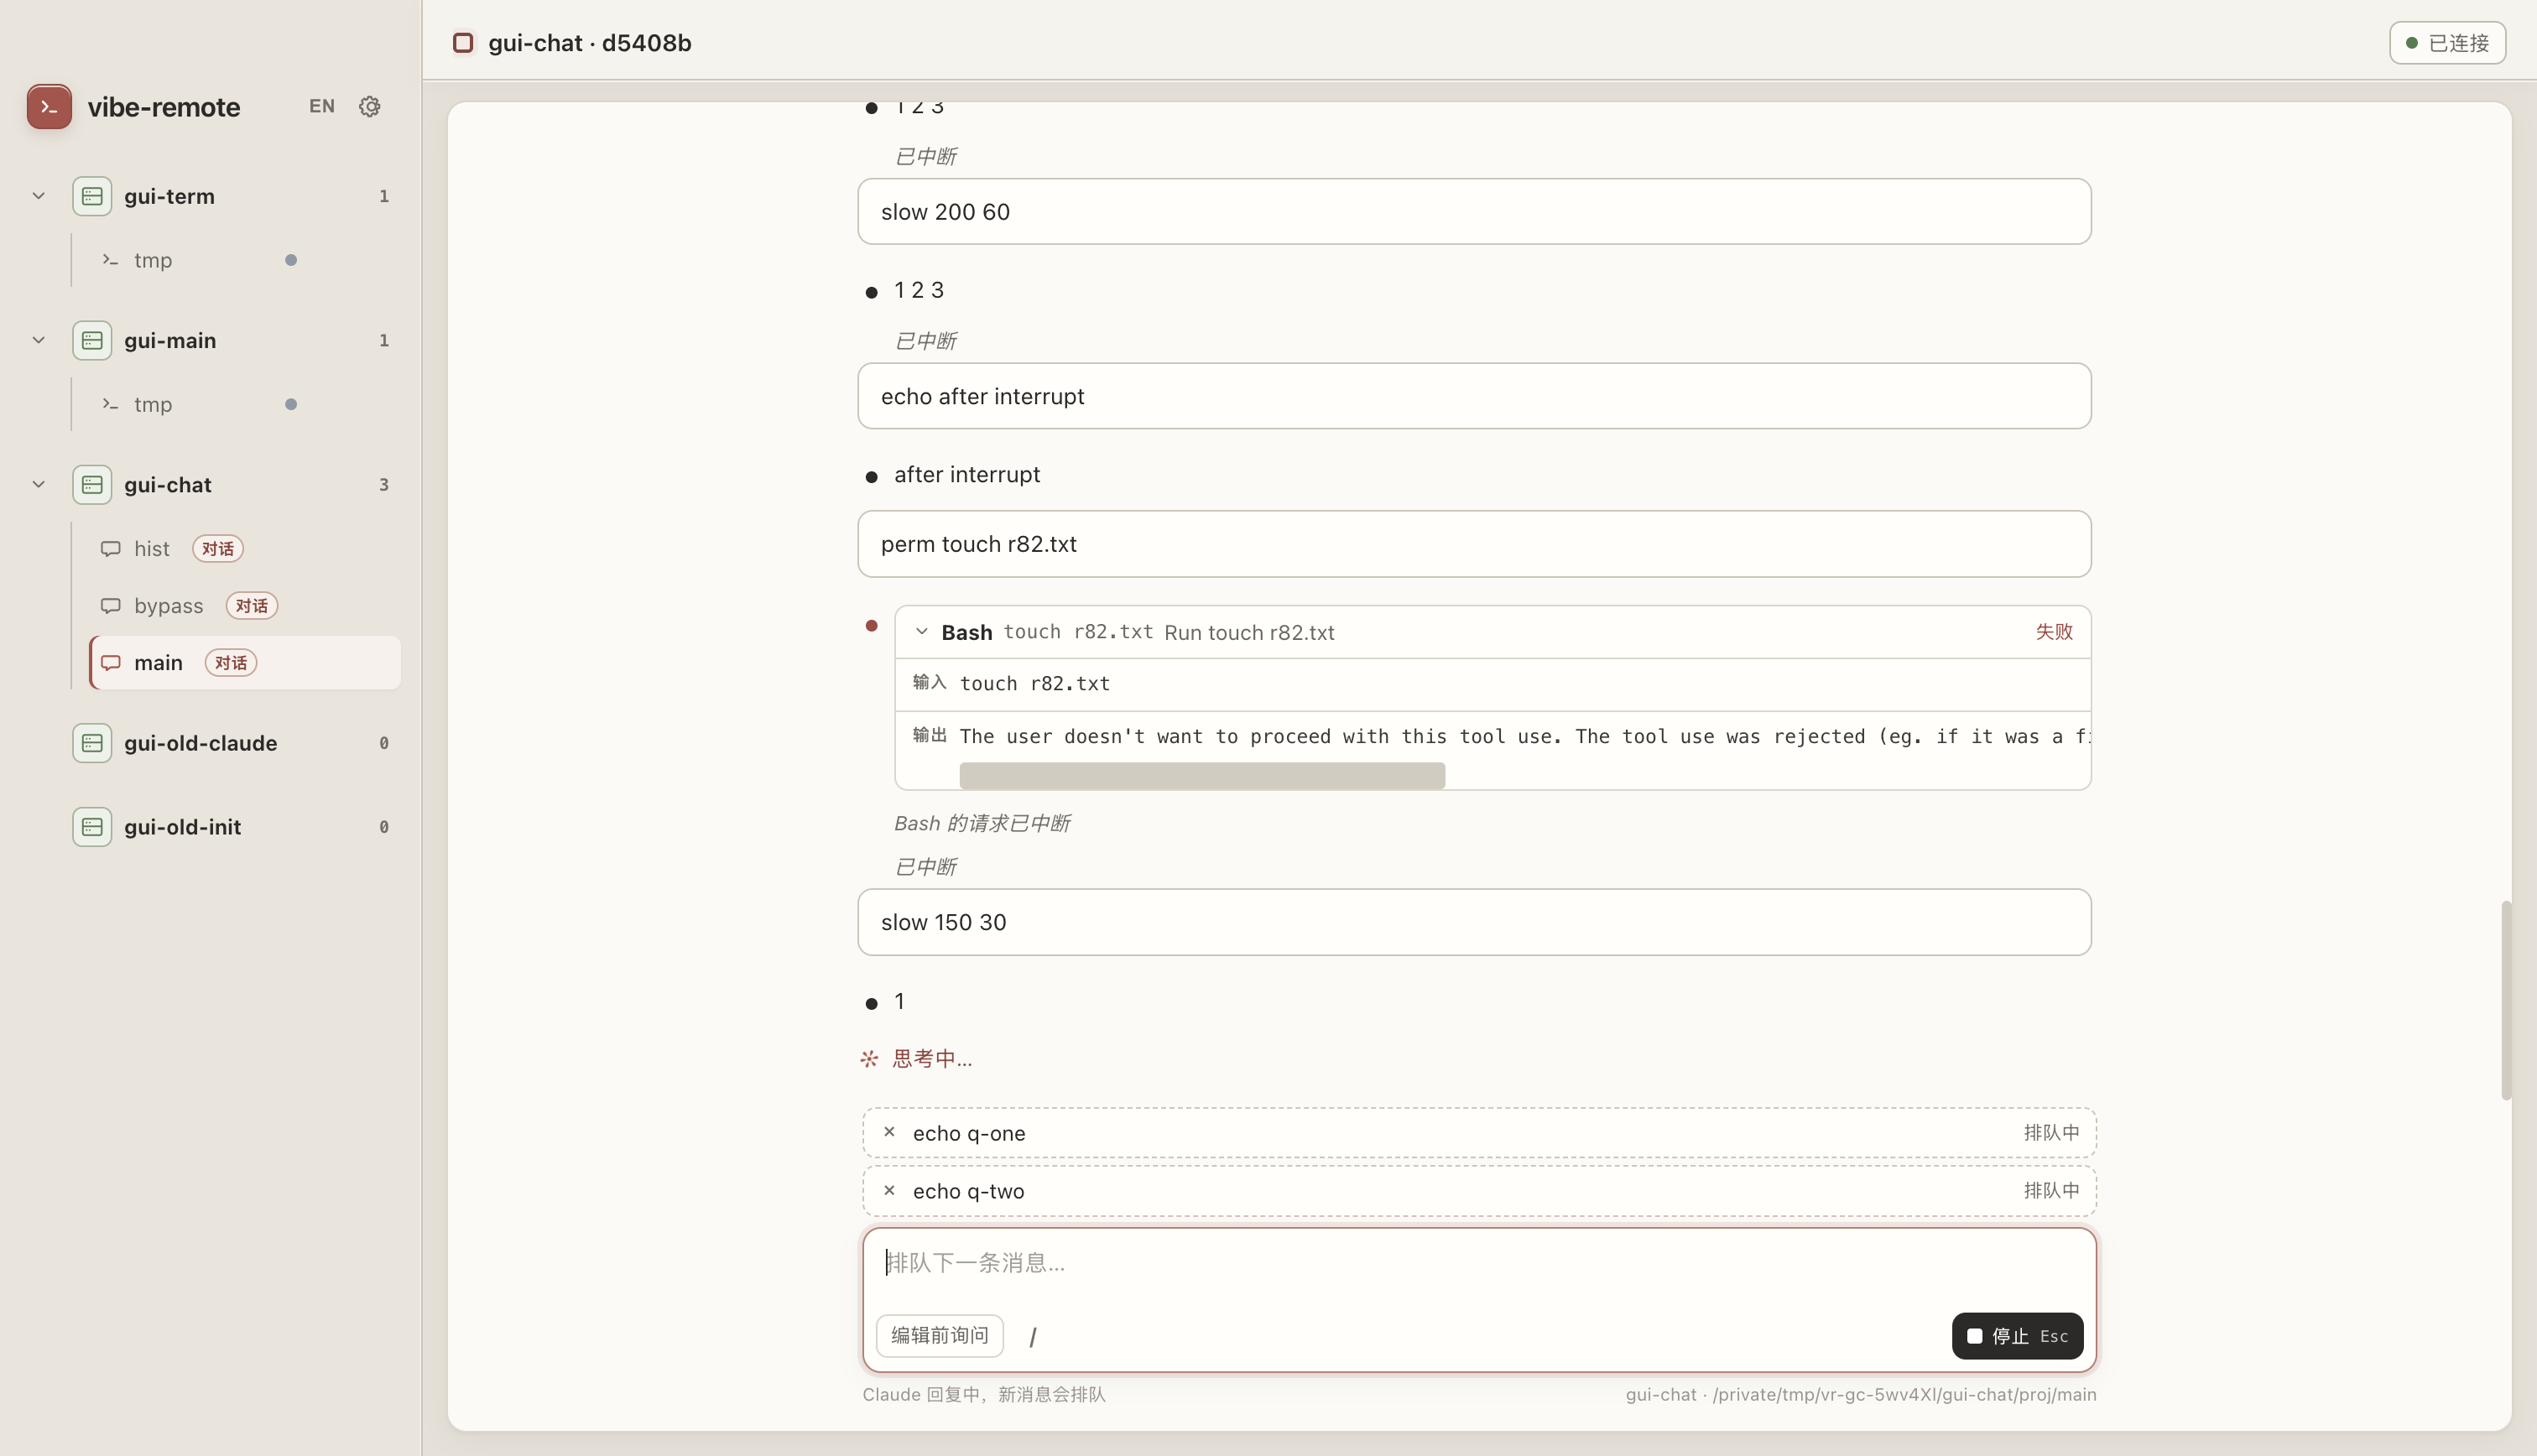 gui-chat · d5408b
已连接
vibe-remote
EN
gui-term
1
tmp
gui-main
1
tmp
gui-chat
3
hist
对话
bypass
对话
main
对话
gui-old-claude
0
gui-old-init
0
1 2 3
已中断
slow 200 60
1 2 3
已中断
echo after interrupt
after interrupt
perm touch r82.txt
Bash touch r82.txt Run touch r82.txt
失败
输入 touch r82.txt
输出 The user doesn't want to proceed with this tool use. The tool use was rejected (eg. if it was a
Bash 的请求已中断
已中断
slow 150 30
1
思考中...
× echo q-one
排队中
× echo q-two
排队中
排队下一条消息...
编辑前询问
/
停止 Esc
Claude 回复中，新消息会排队
gui-chat · /private/tmp/vr-gc-5wv4XI/gui-chat/proj/main